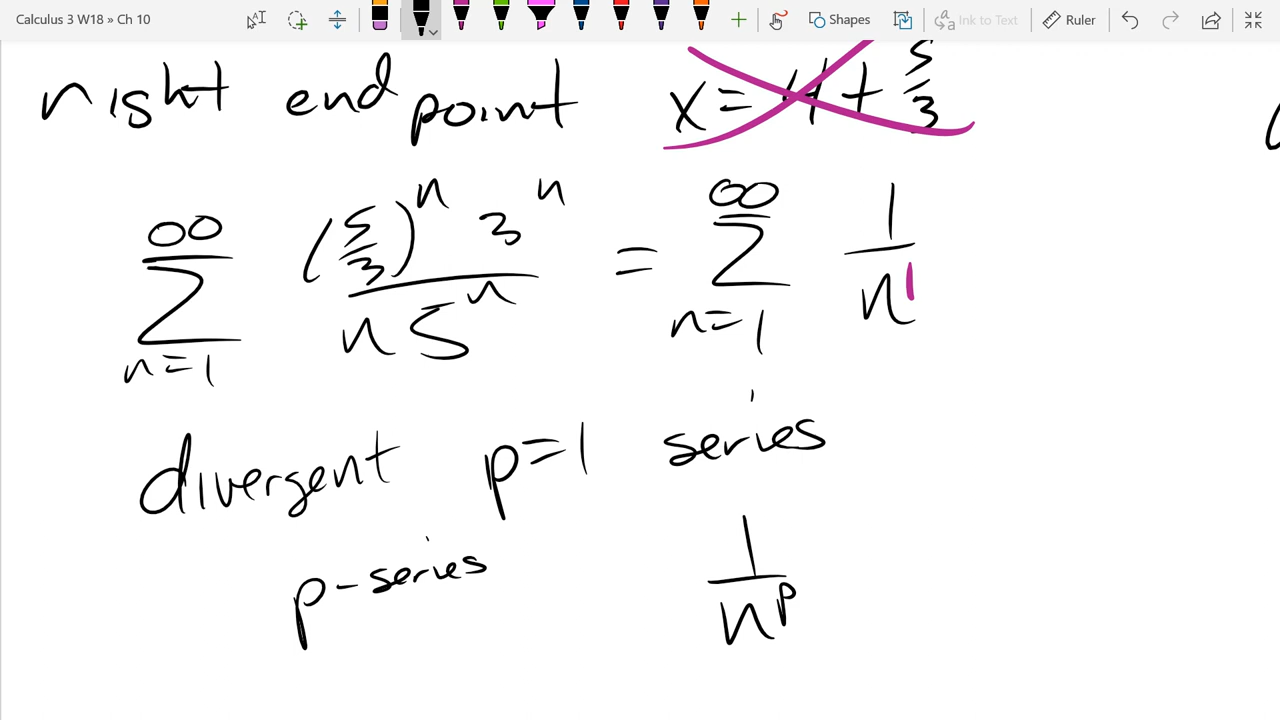 Calculus 3 W18 » Ch 10 Shapes Ink to Text Ruler
right end point x = 4 + 5/3
∞ ∑ n=1 (5/3)^n 3^n / n 5^n = ∞ ∑ n=1 1/n^1
divergent p=1 series
p-series 1/n^p